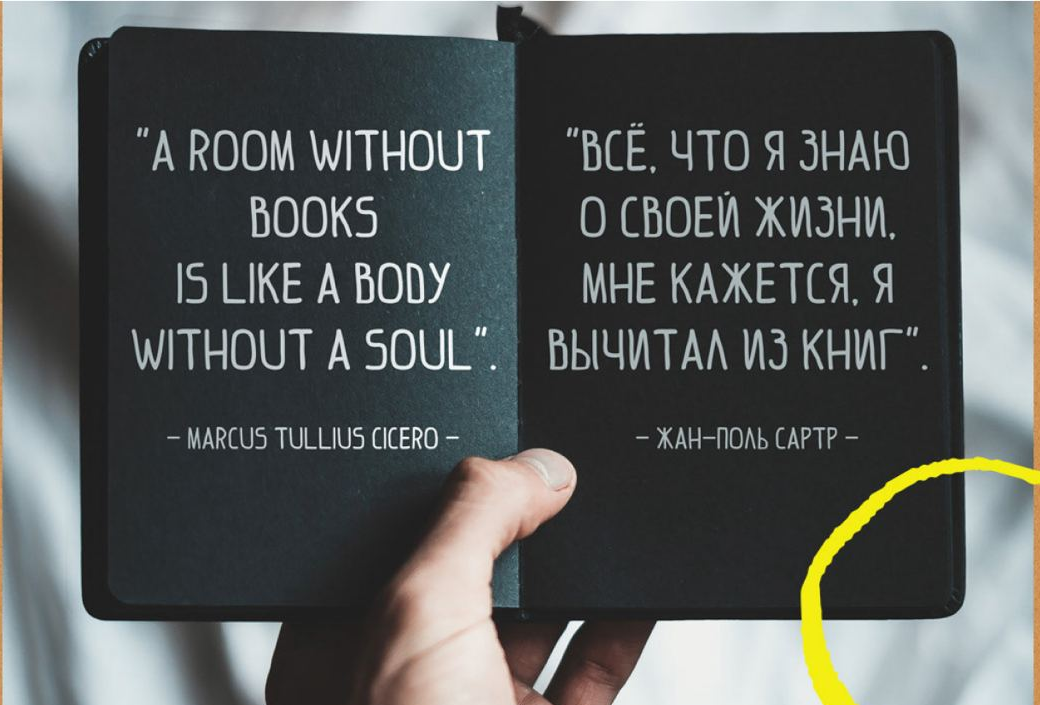 "A ROOM WITHOUT
BOOKS
IS LIKE A BODY
WITHOUT A SOUL".
– MARCUS TULLIUS CICERO –
"ВСЁ, ЧТО Я ЗНАЮ
О СВОЕЙ ЖИЗНИ,
МНЕ КАЖЕТСЯ, Я
ВЫЧИТАЛ ИЗ КНИГ".
– ЖАН-ПОЛЬ САРТР –